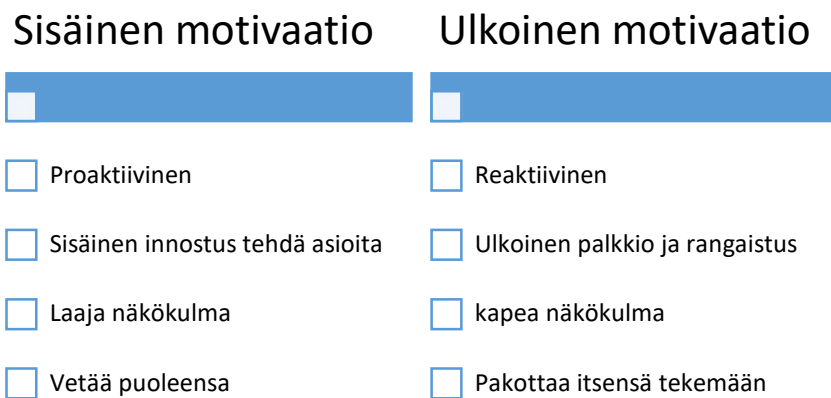 Sisäinen motivaatio
Proaktiivinen
Sisäinen innostus tehdä asioita
Laaja näkökulma
Vetää puoleensa
Ulkoinen motivaatio
Reaktiivinen
Ulkoinen palkkio ja rangaistus
kapea näkökulma
Pakottaa itsensä tekemään